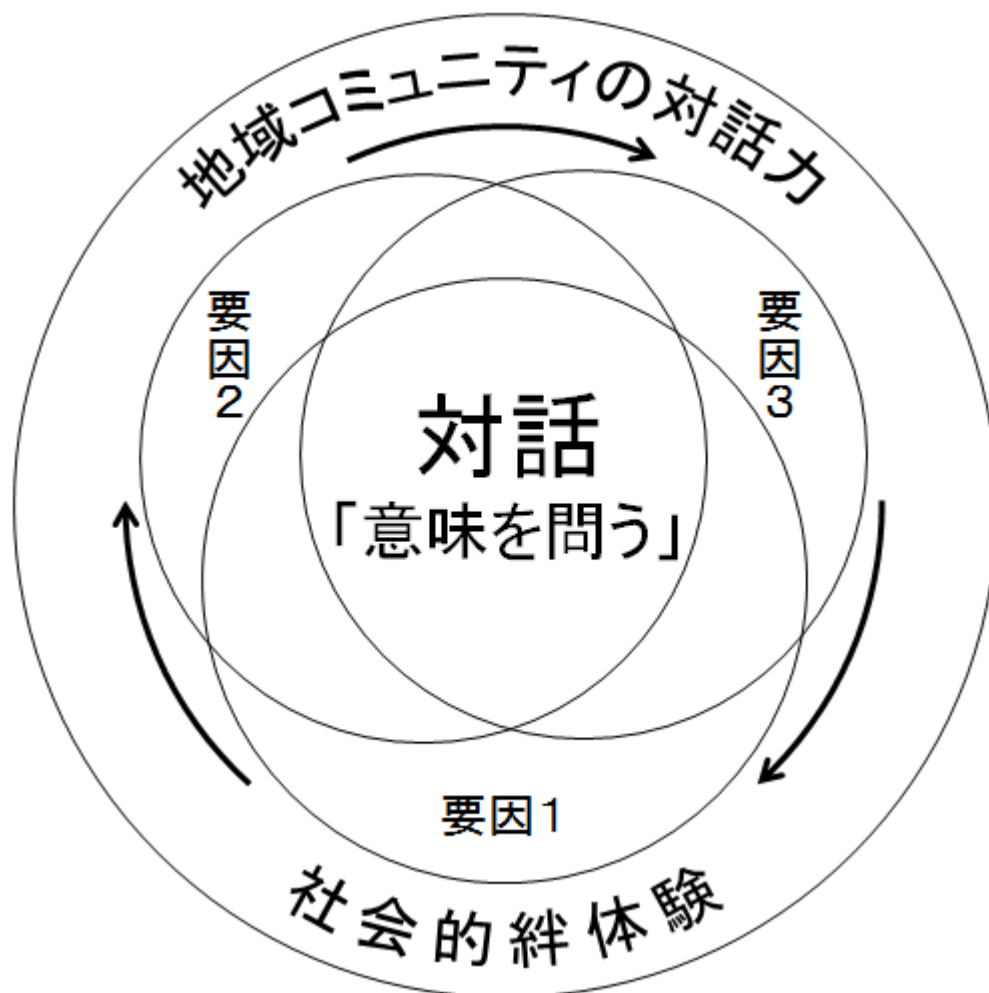 地域コミュニティの対話力
要因2
要因3
対話
「意味を問う」
要因1
社会的絆体験